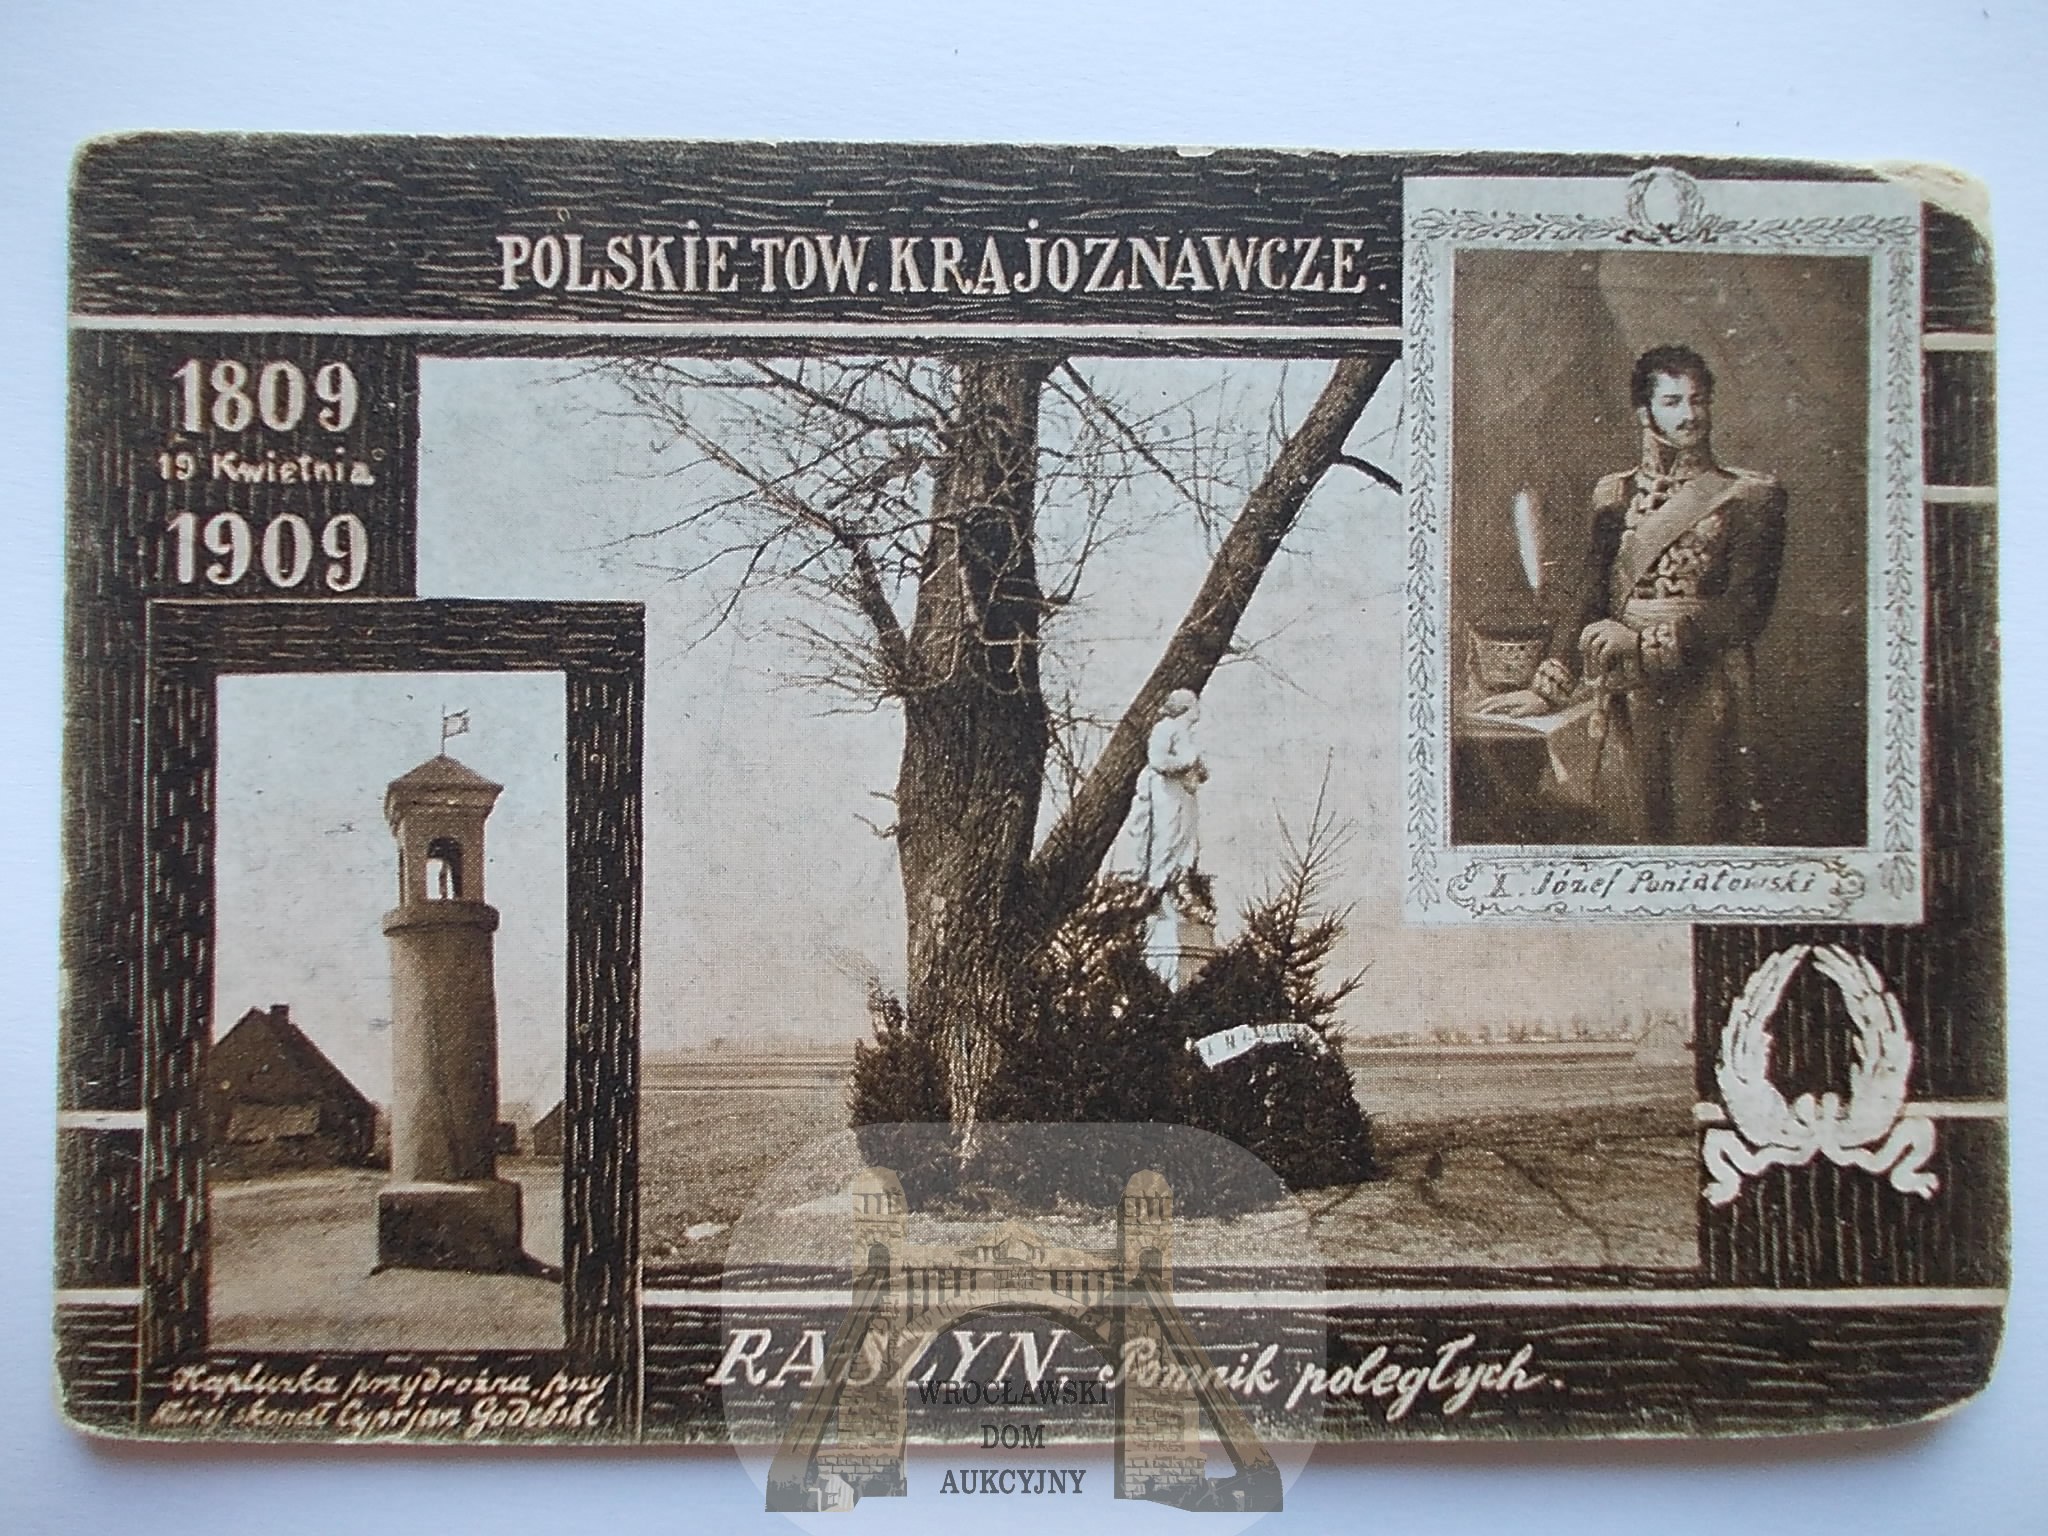 POLSKIE TOW. KRAJOZNAWCZE.
1809
19 Kwietnia
1909
X. Józef Poniatowski
Kapliczka przydrożna, przy
której skonał Cyprjan Godebski.
RASZYN – Pomnik poległych.
WROCŁAWSKI
DOM
AUKCYJNY